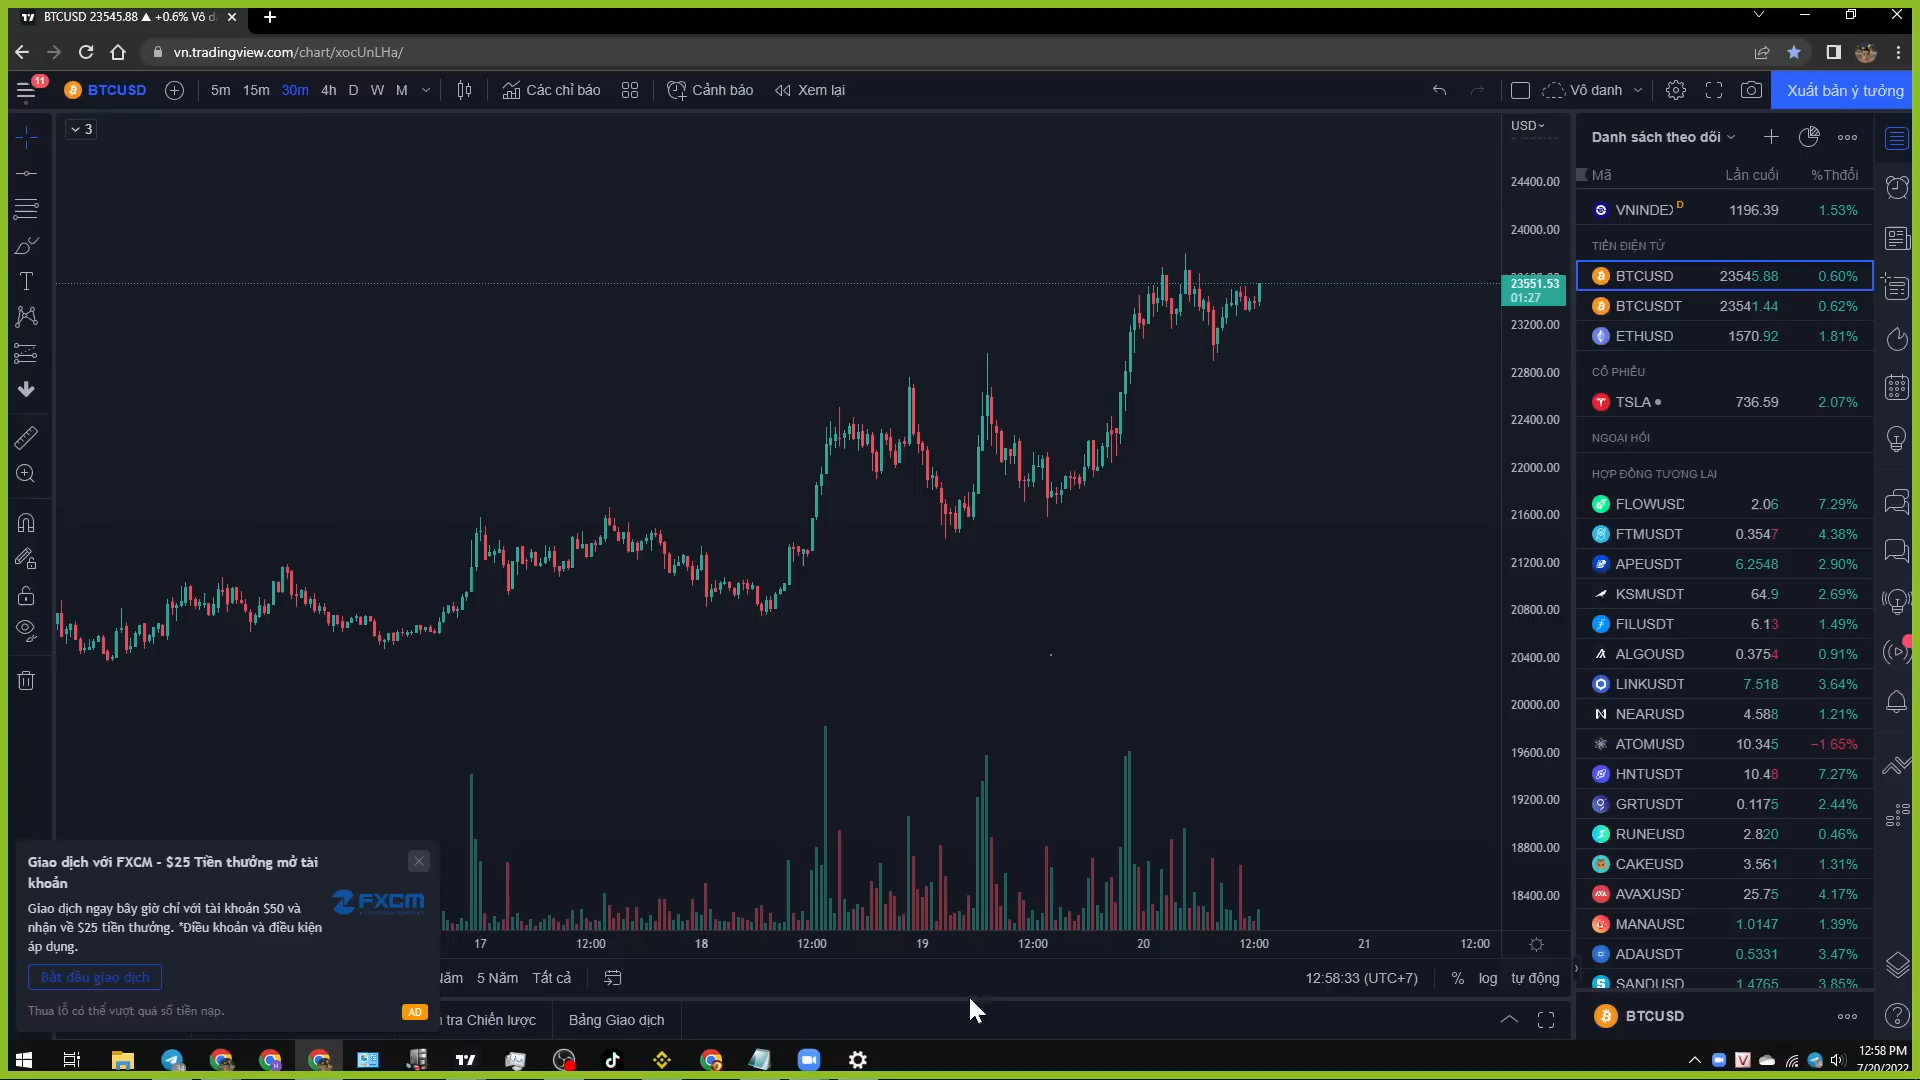 BTCUSD 23545.88 ▲ +0.6% Vô d
vn.tradingview.com/chart/xocUnLHa/
11
BTCUSD
5m 15m 30m 4h D W M
Các chỉ báo
Cảnh báo
Xem lại
Vô danh
Xuất bản ý tưởng
3
USD
24400.00
24000.00
23551.53
01:27
23200.00
22800.00
22400.00
22000.00
21600.00
21200.00
20800.00
20400.00
20000.00
19600.00
19200.00
18800.00
18400.00
Danh sách theo dõi
Mã Lần cuối %Thđổi
VNINDEX D 1196.39 1.53%
TIỀN ĐIỆN TỬ
BTCUSD 23545.88 0.60%
BTCUSDT 23541.44 0.62%
ETHUSD 1570.92 1.81%
CỔ PHIẾU
TSLA 736.59 2.07%
NGOẠI HỐI
HỢP ĐỒNG TƯƠNG LAI
FLOWUSD 2.06 7.29%
FTMUSDT 0.3547 4.38%
APEUSDT 6.2548 2.90%
KSMUSDT 64.9 2.69%
FILUSDT 6.13 1.49%
ALGOUSD 0.3754 0.91%
LINKUSDT 7.518 3.64%
NEARUSD 4.588 1.21%
ATOMUSD 10.345 −1.65%
HNTUSDT 10.48 7.27%
GRTUSDT 0.1175 2.44%
RUNEUSD 2.820 0.46%
CAKEUSD 3.561 1.31%
AVAXUSDT 25.75 4.17%
MANAUSD 1.0147 1.39%
ADAUSDT 0.5331 3.47%
SANDUSD 1.4765 3.85%
BTCUSD
Giao dịch với FXCM - $25 Tiền thưởng mở tài
khoản
FXCM
Giao dịch ngay bây giờ chỉ với tài khoản $50 và
nhận về $25 tiền thưởng. *Điều khoản và điều kiện
áp dụng.
Bắt đầu giao dịch
Thua lỗ có thể vượt quá số tiền nạp.
AD
17 12:00 18 12:00 19 12:00 20 12:00 21 12:00
Năm 5 Năm Tất cả
12:58:33 (UTC+7) % log tự động
tra Chiến lược
Bảng Giao dịch
12:58 PM
7/20/2022